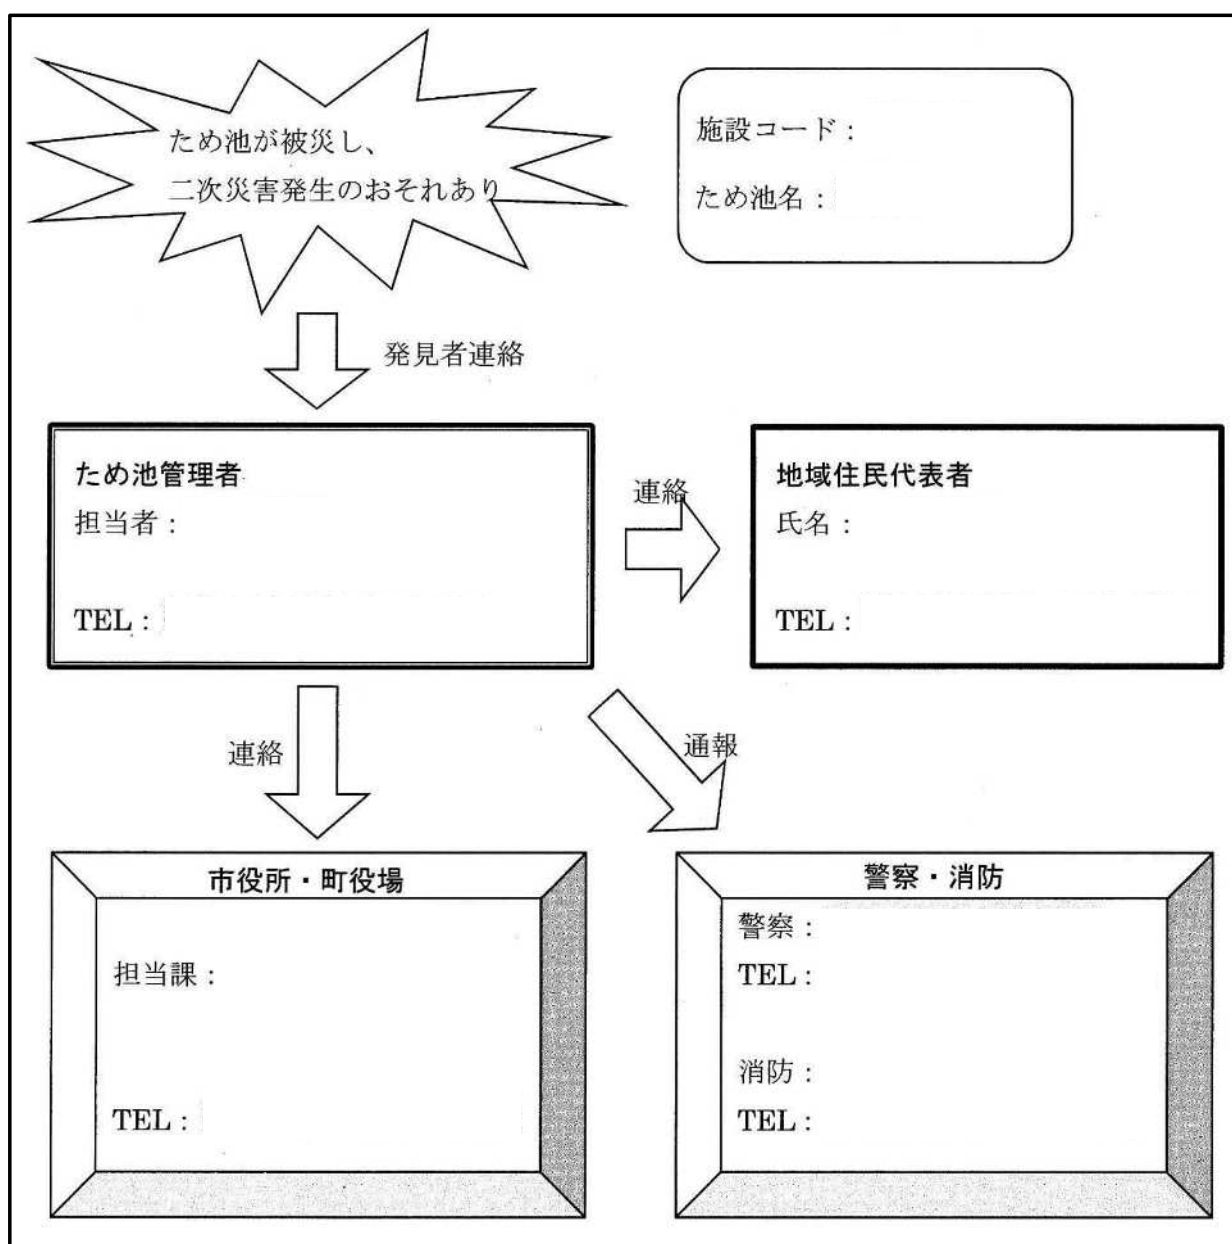 ため池が被災し、
二次災害発生のおそれあり
施設コード：
ため池名：
発見者連絡
ため池管理者
担当者：
TEL：
連絡
地域住民代表者
氏名：
TEL：
連絡
通報
市役所・町役場
担当課：
TEL：
警察・消防
警察：
TEL：
消防：
TEL：